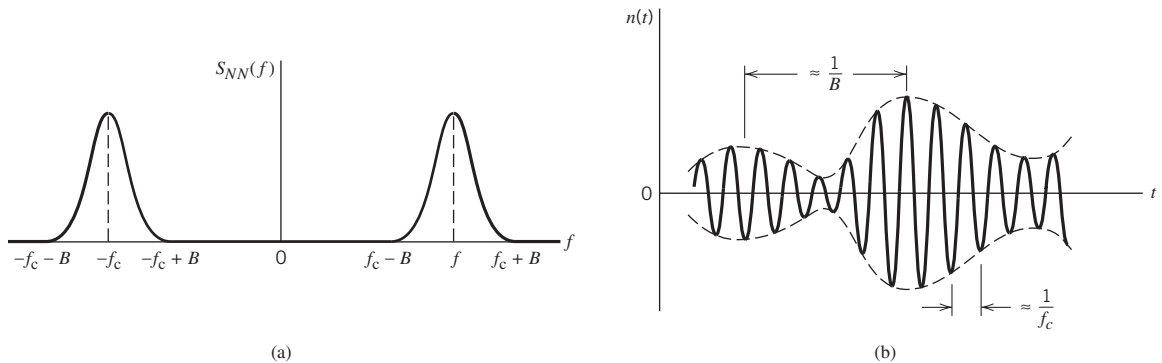 S_{NN}(f)
f
−f_c − B
−f_c
−f_c + B
0
f_c − B
f
f_c + B
(a)
n(t)
≈ 1/B
0
t
≈ 1/f_c
(b)